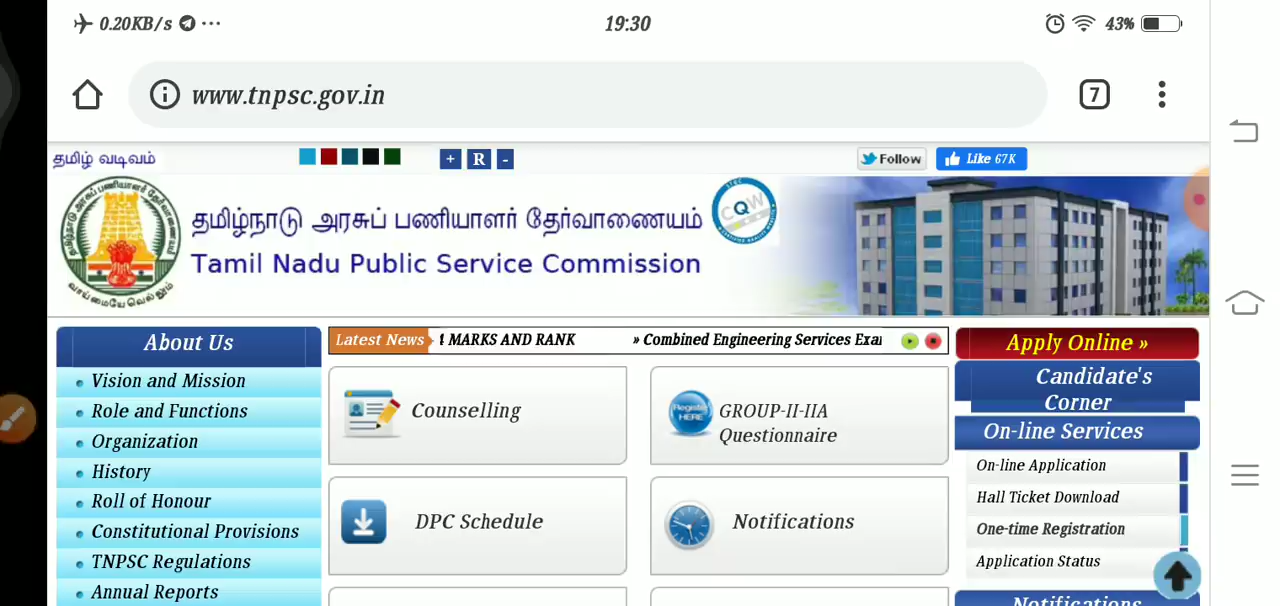 0.20KB/s ...
19:30
43%
www.tnpsc.gov.in
7
தமிழ் வடிவம்
+ R -
Follow
Like 67K
தமிழ்நாடு அரசுப் பணியாளர் தேர்வாணையம்
CQW
Tamil Nadu Public Service Commission
வாய்மையே வெல்லும்
About Us
Vision and Mission
Role and Functions
Organization
History
Roll of Honour
Constitutional Provisions
TNPSC Regulations
Annual Reports
Latest News
MARKS AND RANK
» Combined Engineering Services Exa
Counselling
Register HERE
GROUP-II-IIA
Questionnaire
DPC Schedule
Notifications
Apply Online »
Candidate's
Corner
On-line Services
On-line Application
Hall Ticket Download
One-time Registration
Application Status
Notifications